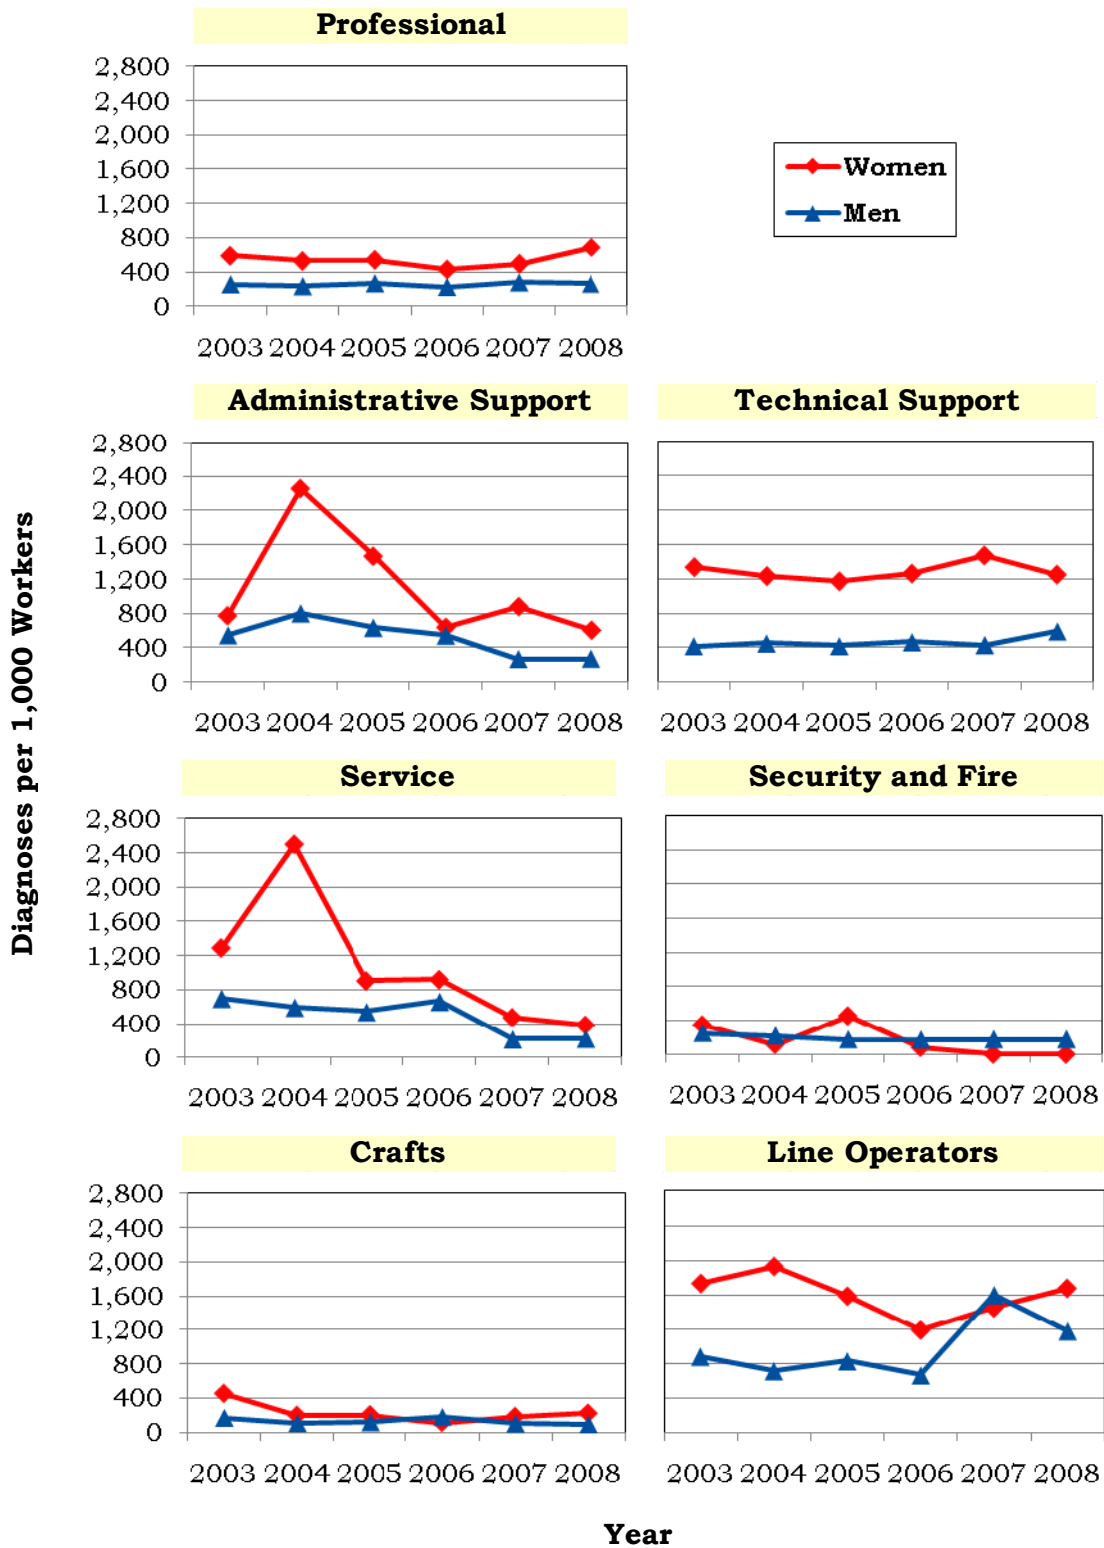 Professional
2,800
2,400
2,000
1,600
1,200
800
400
0
2003 2004 2005 2006 2007 2008
Women
Men
Diagnoses per 1,000 Workers
Administrative Support
2,800
2,400
2,000
1,600
1,200
800
400
0
2003 2004 2005 2006 2007 2008
Technical Support
2003 2004 2005 2006 2007 2008
Service
2,800
2,400
2,000
1,600
1,200
800
400
0
2003 2004 2005 2006 2007 2008
Security and Fire
2003 2004 2005 2006 2007 2008
Crafts
2,800
2,400
2,000
1,600
1,200
800
400
0
2003 2004 2005 2006 2007 2008
Line Operators
2003 2004 2005 2006 2007 2008
Year